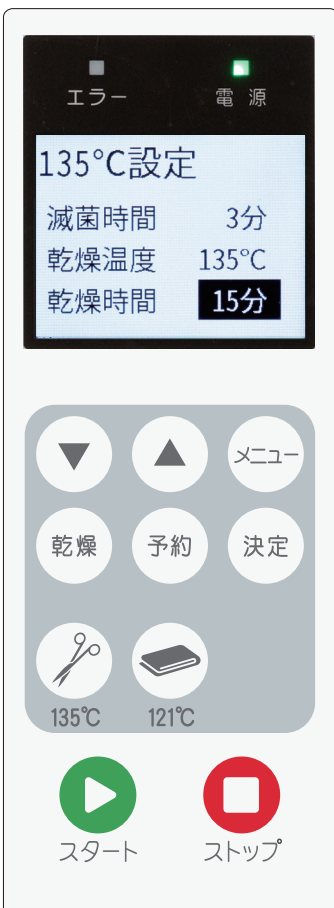 エラー 電源
135°C設定
滅菌時間 3分
乾燥温度 135°C
乾燥時間 15分
メニュー
乾燥 予約 決定
135℃ 121℃
スタート ストップ